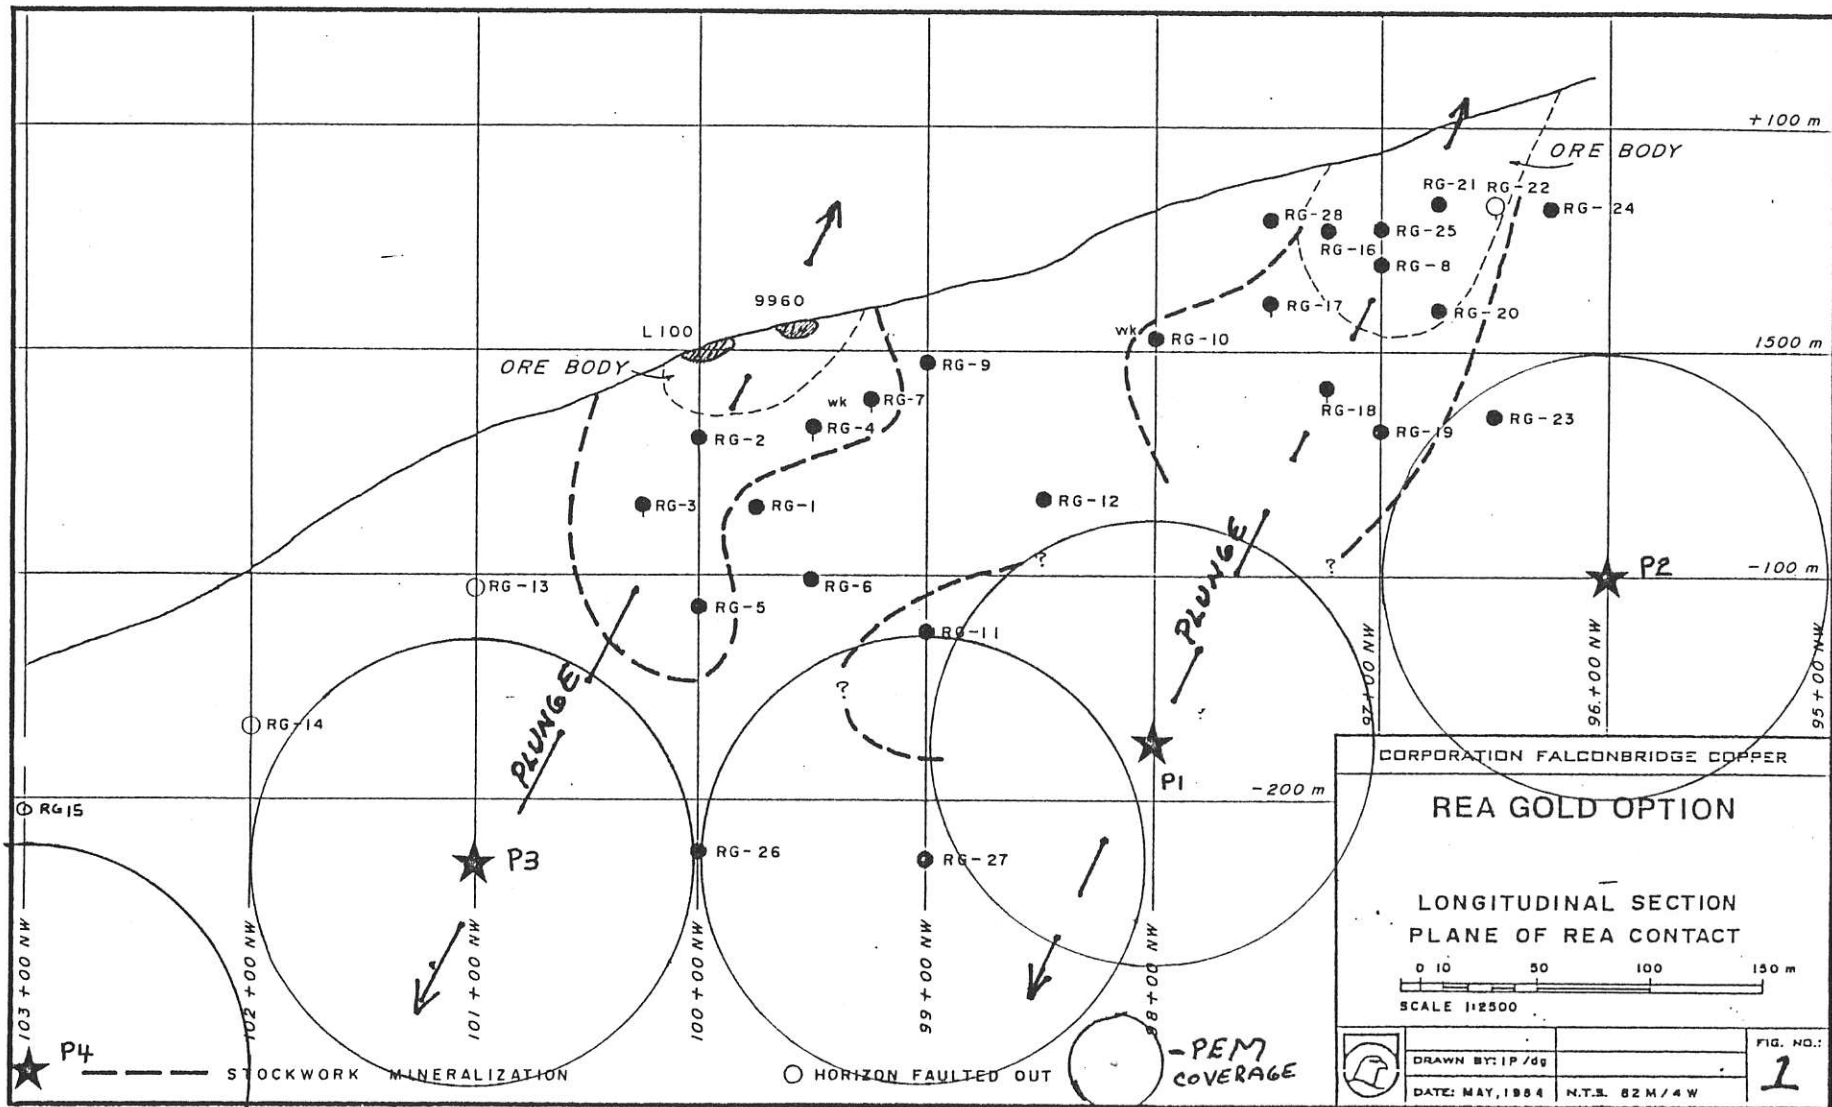 +100 m
ORE BODY
RG-21
RG-22
RG-24
RG-28
RG-25
RG-16
RG-8
9960
RG-17
RG-20
L 100
wk
RG-10
1500 m
ORE BODY
RG-9
wk
RG-7
RG-18
RG-23
RG-4
RG-19
RG-2
RG-3
RG-1
RG-12
PLUNGE
?
?
P2
-100 m
RG-13
RG-6
RG-5
RG-11
PLUNGE
?
RG-14
97+00 NW
96+00 NW
95+00 NW
P1
-200 m
RG15
P3
RG-26
RG-27
103+00 NW
102+00 NW
101+00 NW
100+00 NW
99+00 NW
98+00 NW
P4
STOCKWORK MINERALIZATION
HORIZON FAULTED OUT
-PEM
COVERAGE
CORPORATION FALCONBRIDGE COPPER
REA GOLD OPTION
LONGITUDINAL SECTION
PLANE OF REA CONTACT
0 10 50 100 150 m
SCALE 1:2500
DRAWN BY: IP/dg
DATE: MAY, 1984
N.T.S. 82 M/4 W
FIG. NO.:
1